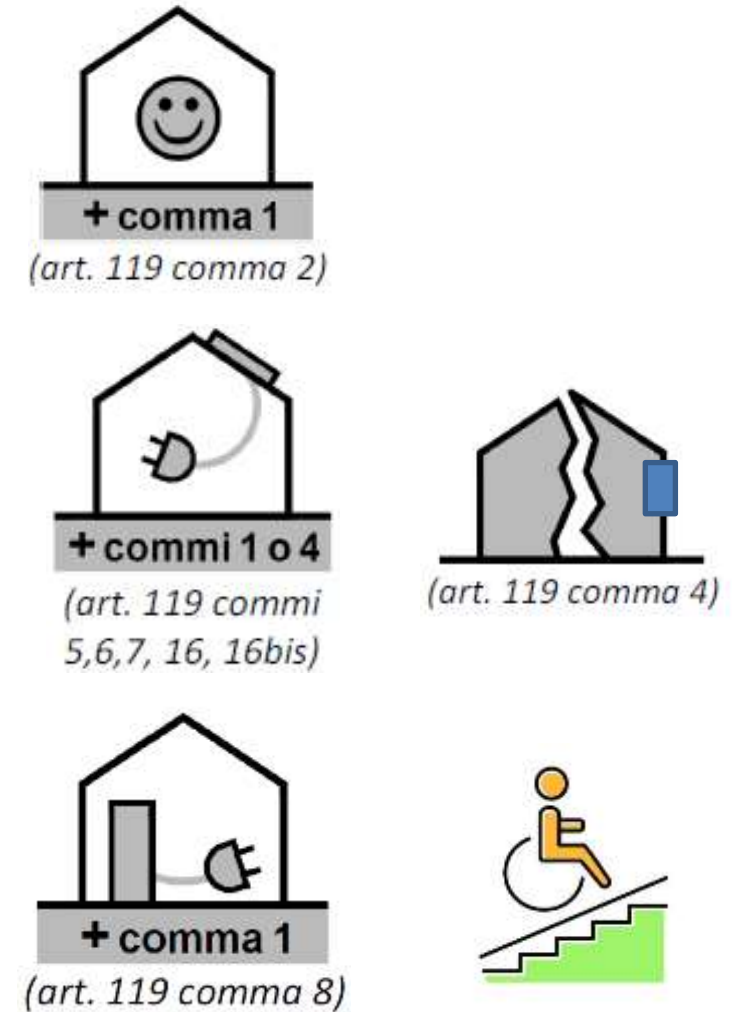 + comma 1
(art. 119 comma 2)
+ commi 1 o 4
(art. 119 commi
5,6,7, 16, 16bis)
(art. 119 comma 4)
+ comma 1
(art. 119 comma 8)